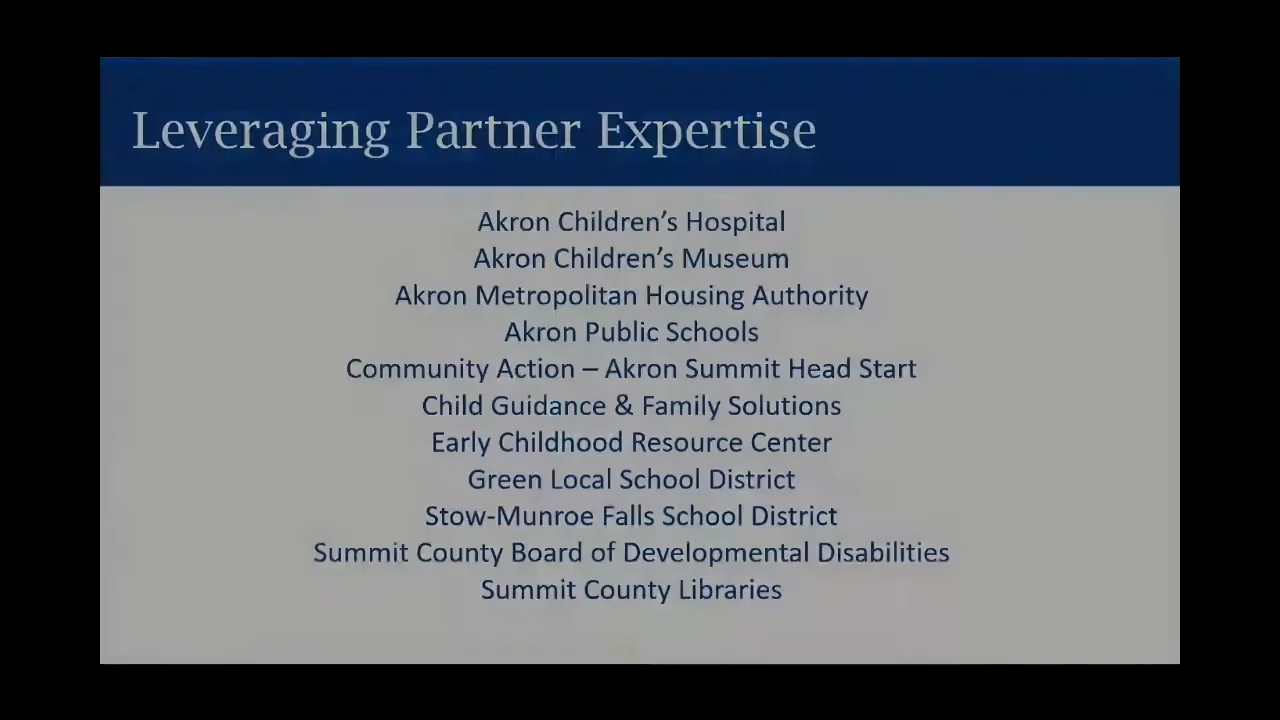 Leveraging Partner Expertise
Akron Children’s Hospital
Akron Children’s Museum
Akron Metropolitan Housing Authority
Akron Public Schools
Community Action – Akron Summit Head Start
Child Guidance & Family Solutions
Early Childhood Resource Center
Green Local School District
Stow-Munroe Falls School District
Summit County Board of Developmental Disabilities
Summit County Libraries